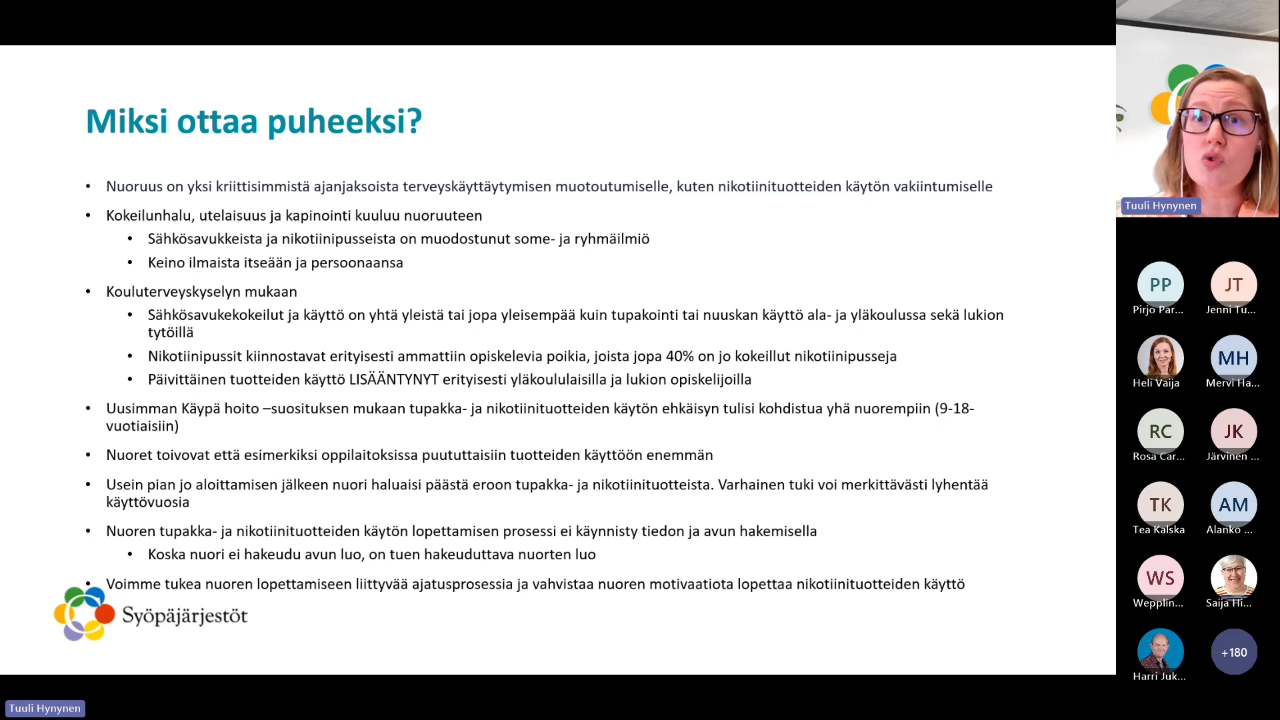 Miksi ottaa puheeksi?
• Nuoruus on yksi kriittisimmistä ajanjaksoista terveyskäyttäytymisen muotoutumiselle, kuten nikotiinituotteiden käytön vakiintumiselle
• Kokeilunhalu, utelaisuus ja kapinointi kuuluu nuoruuteen
• Sähkösavukkeista ja nikotiinipusseista on muodostunut some- ja ryhmäilmiö
• Keino ilmaista itseään ja persoonaansa
• Kouluterveyskyselyn mukaan
• Sähkösavukekokeilut ja käyttö on yhtä yleistä tai jopa yleisempää kuin tupakointi tai nuuskan käyttö ala- ja yläkoulussa sekä lukion
tytöillä
• Nikotiinipussit kiinnostavat erityisesti ammattiin opiskelevia poikia, joista jopa 40% on jo kokeillut nikotiinipusseja
• Päivittäinen tuotteiden käyttö LISÄÄNTYNYT erityisesti yläkoululaisilla ja lukion opiskelijoilla
• Uusimman Käypä hoito –suosituksen mukaan tupakka- ja nikotiinituotteiden käytön ehkäisyn tulisi kohdistua yhä nuorempiin (9-18-
vuotiaisiin)
• Nuoret toivovat että esimerkiksi oppilaitoksissa puututtaisiin tuotteiden käyttöön enemmän
• Usein pian jo aloittamisen jälkeen nuori haluaisi päästä eroon tupakka- ja nikotiinituotteista. Varhainen tuki voi merkittävästi lyhentää
käyttövuosia
• Nuoren tupakka- ja nikotiinituotteiden käytön lopettamisen prosessi ei käynnisty tiedon ja avun hakemisella
• Koska nuori ei hakeudu avun luo, on tuen hakeuduttava nuorten luo
• Voimme tukea nuoren lopettamiseen liittyvää ajatusprosessia ja vahvistaa nuoren motivaatiota lopettaa nikotiinituotteiden käyttö
Syöpäjärjestöt
Tuuli Hynynen
Tuuli Hynynen
PP JT
Pirjo Par... Jenni Tu...
MH
Heli Vaija Mervi Ha...
RC JK
Rosa Car... Järvinen ...
TK AM
Tea Kalska Alanko ...
WS
Wepplin... Saija Hi...
+180
Harri Juk...